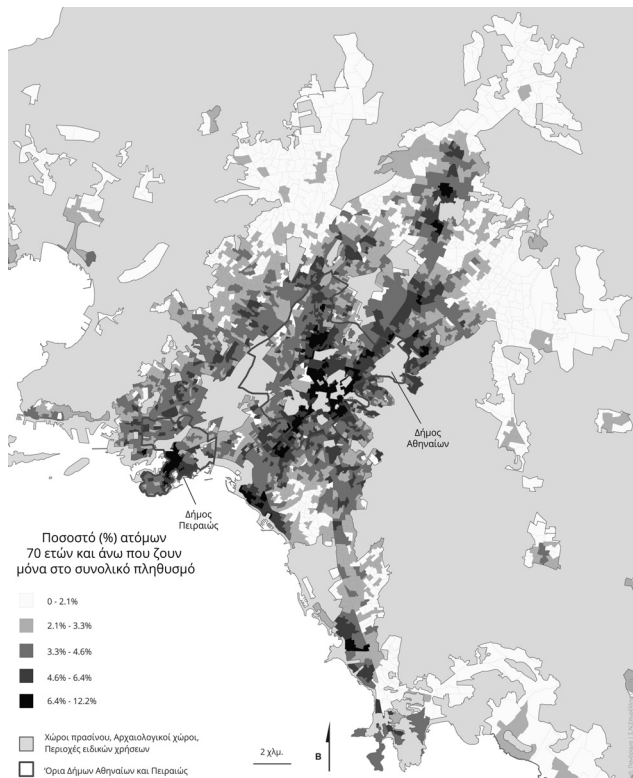 Δήμος
Αθηναίων
Δήμος
Πειραιώς
Ποσοστό (%) ατόμων
70 ετών και άνω που ζουν
μόνα στο συνολικό πληθυσμό
0 - 2.1%
2.1% - 3.3%
3.3% - 4.6%
4.6% - 6.4%
6.4% - 12.2%
Χώροι πρασίνου, Αρχαιολογικοί χώροι,
Περιοχές ειδικών χρήσεων
Όρια Δήμων Αθηναίων και Πειραιώς
2 χλμ.
Β